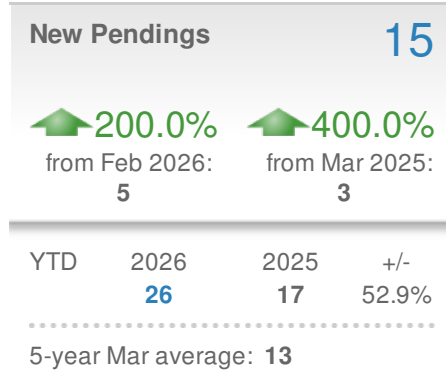 New Pendings 15
200.0% 400.0%
from Feb 2026: from Mar 2025:
5 3
YTD 2026 2025 +/-
26 17 52.9%
5-year Mar average: 13